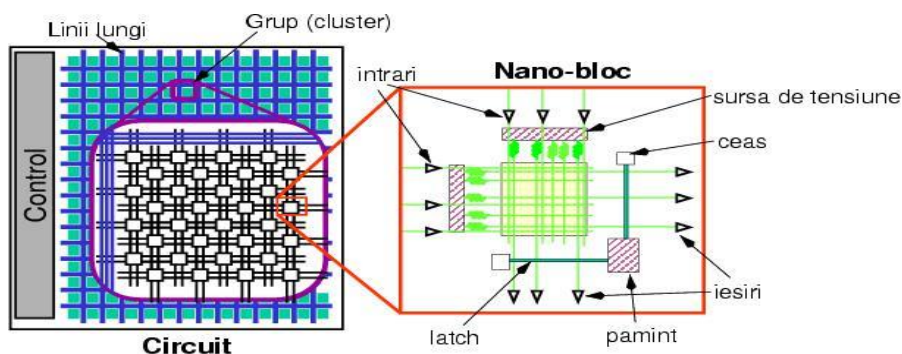 Linii lungi
Grup (cluster)
Control
Circuit
Nano-bloc
intrari
sursa de tensiune
ceas
latch
pamint
iesiri